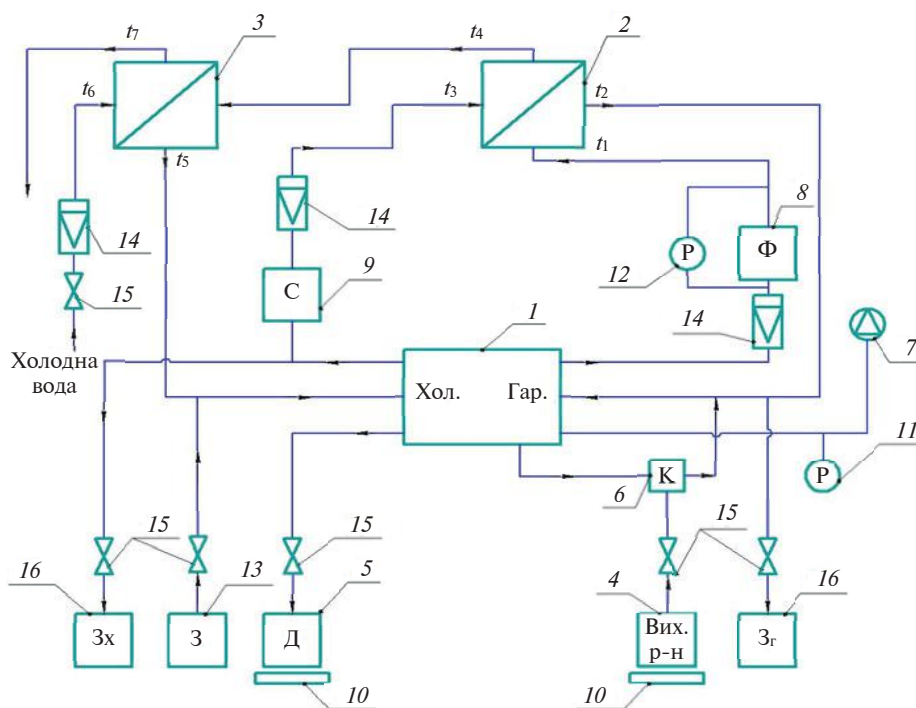 t7
3
t4
2
t6
t3
t2
t5
t1
8
14
9
12
P
Ф
15
С
14
1
Холодна
вода
7
Хол.
Гар.
11
К
P
6
15
15
15
16
13
5
4
16
Зх
З
Д
Вих.
р-н
Зг
10
10